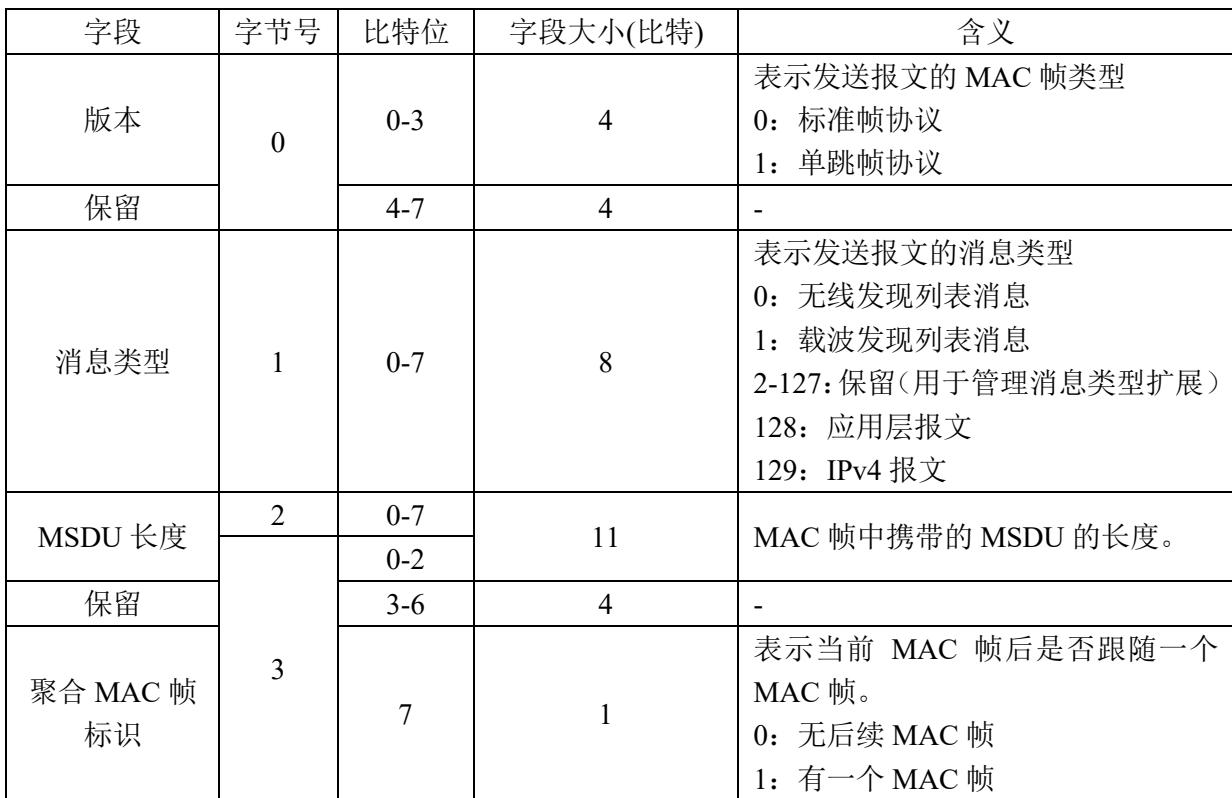 字段 字节号 比特位 字段大小(比特) 含义
版本 0 0-3 4 表示发送报文的 MAC 帧类型
0：标准帧协议
1：单跳帧协议
保留 4-7 4 -
消息类型 1 0-7 8 表示发送报文的消息类型
0：无线发现列表消息
1：载波发现列表消息
2-127：保留（用于管理消息类型扩展）
128：应用层报文
129：IPv4 报文
MSDU 长度 2 0-7 11 MAC 帧中携带的 MSDU 的长度。
3 0-2
保留 3-6 4 -
聚合 MAC 帧
标识 7 1 表示当前 MAC 帧后是否跟随一个
MAC 帧。
0：无后续 MAC 帧
1：有一个 MAC 帧